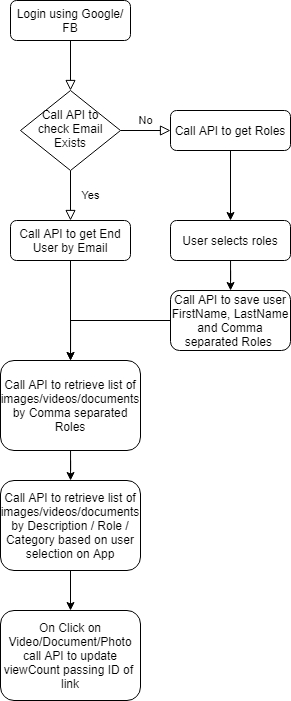 Login using Google/
FB
Call API to
check Email
Exists
No
Call API to get Roles
Yes
Call API to get End
User by Email
User selects roles
Call API to save user
FirstName, LastName
and Comma
separated Roles
Call API to retrieve list of
images/videos/documents
by Comma separated
Roles
Call API to retrieve list of
images/videos/documents
by Description / Role /
Category based on user
selection on App
On Click on
Video/Document/Photo
call API to update
viewCount passing ID of
link